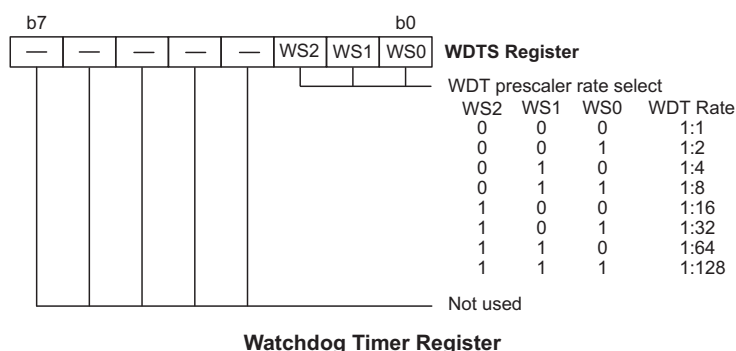 b7 b0
— — — — — WS2 WS1 WS0 WDTS Register
WDT prescaler rate select
WS2 WS1 WS0 WDT Rate
0 0 0 1:1
0 0 1 1:2
0 1 0 1:4
0 1 1 1:8
1 0 0 1:16
1 0 1 1:32
1 1 0 1:64
1 1 1 1:128
Not used
Watchdog Timer Register